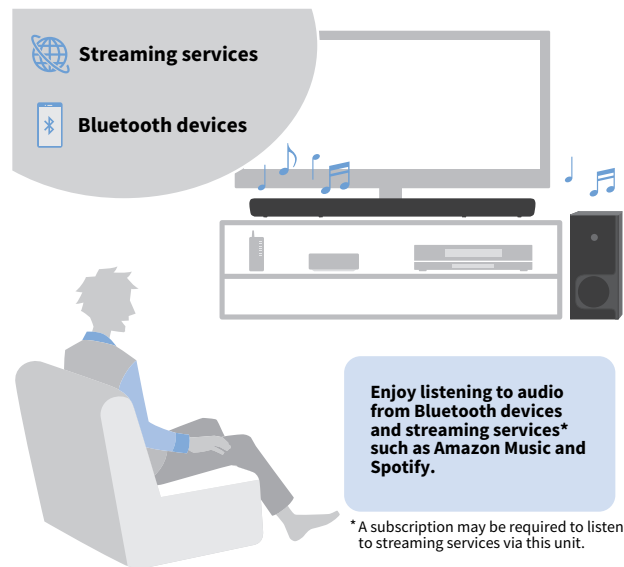 Streaming services
Bluetooth devices
Enjoy listening to audio
from Bluetooth devices
and streaming services*
such as Amazon Music and
Spotify.
* A subscription may be required to listen
to streaming services via this unit.